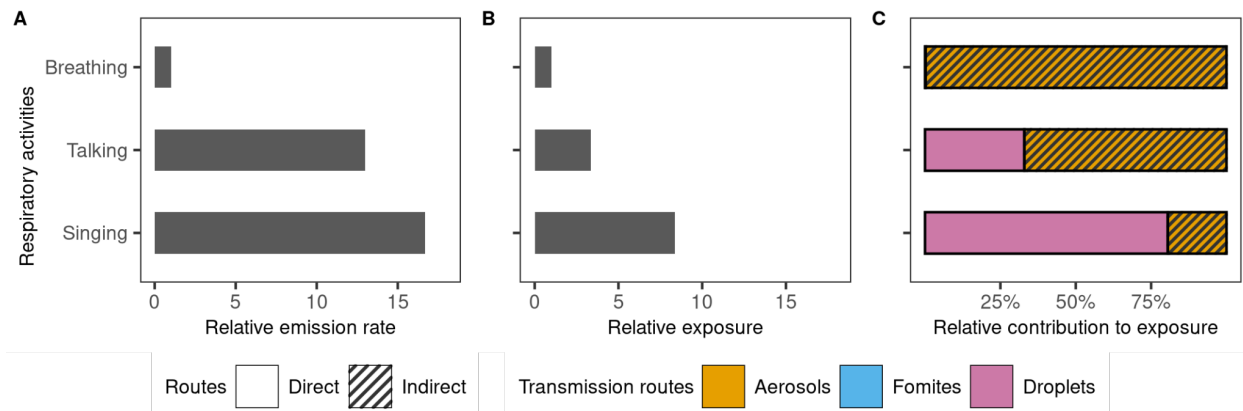 A
B
C
Respiratory activities
Breathing
Talking
Singing
0 5 10 15
0 5 10 15
25% 50% 75%
Relative emission rate
Relative exposure
Relative contribution to exposure
Routes Direct Indirect
Transmission routes Aerosols Fomites Droplets